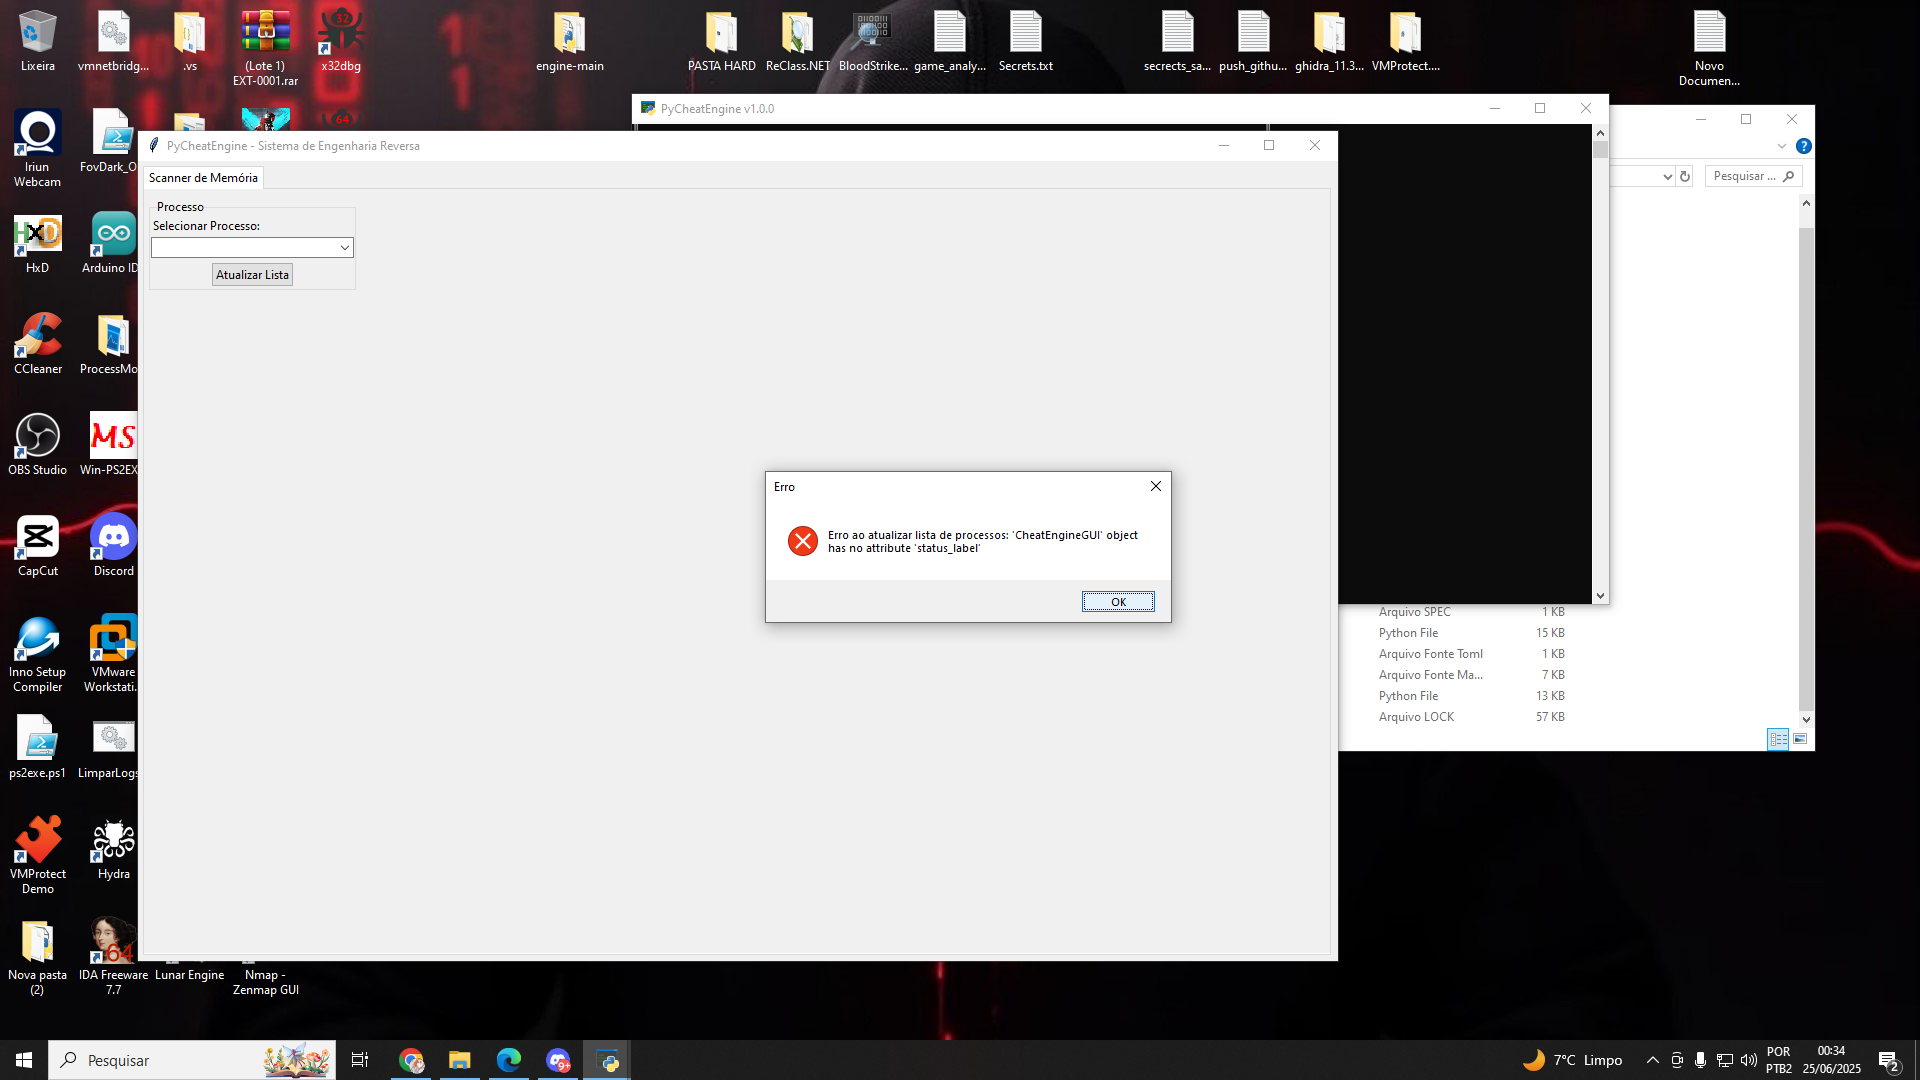 Lixeira
vmnetbridg...
.vs
(Lote 1)
EXT-0001.rar
x32dbg
engine-main
PASTA HARD
ReClass.NET
BloodStrike...
game_analy...
Secrets.txt
secrects_sa...
push_githu...
ghidra_11.3...
VMProtect....
Novo
Documen...
PyCheatEngine v1.0.0
PyCheatEngine - Sistema de Engenharia Reversa
Scanner de Memória
Processo
Selecionar Processo:
Atualizar Lista
Pesquisar ...
Iriun
Webcam
FovDark_O
HxD
Arduino ID
CCleaner
ProcessMo
OBS Studio
MS
Win-PS2EX
CapCut
Discord
Inno Setup
Compiler
VMware
Workstati..
ps2exe.ps1
LimparLogs
VMProtect
Demo
Hydra
Nova pasta
(2)
IDA Freeware
7.7
Lunar Engine
Nmap -
Zenmap GUI
Erro
Erro ao atualizar lista de processos: 'CheatEngineGUI' object
has no attribute 'status_label'
OK
Arquivo SPEC 1 KB
Python File 15 KB
Arquivo Fonte Toml 1 KB
Arquivo Fonte Ma... 7 KB
Python File 13 KB
Arquivo LOCK 57 KB
Pesquisar
7°C Limpo
POR
PTB2
00:34
25/06/2025
2